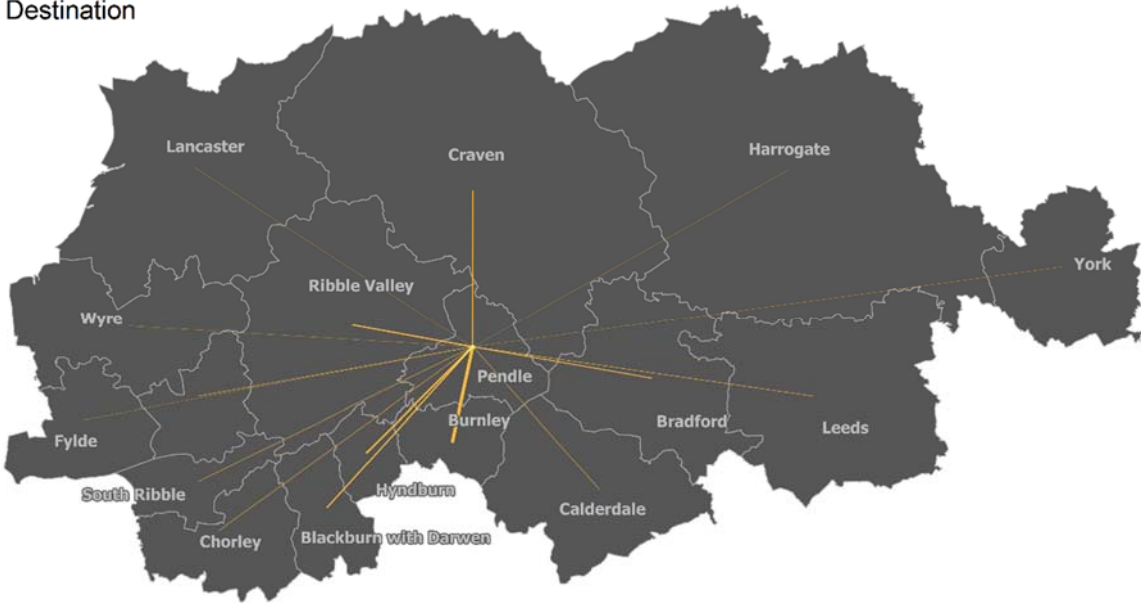 Destination
Lancaster
Craven
Harrogate
York
Ribble Valley
Wyre
Pendle
Burnley
Bradford
Leeds
Fylde
South Ribble
Hyndburn
Calderdale
Chorley
Blackburn with Darwen